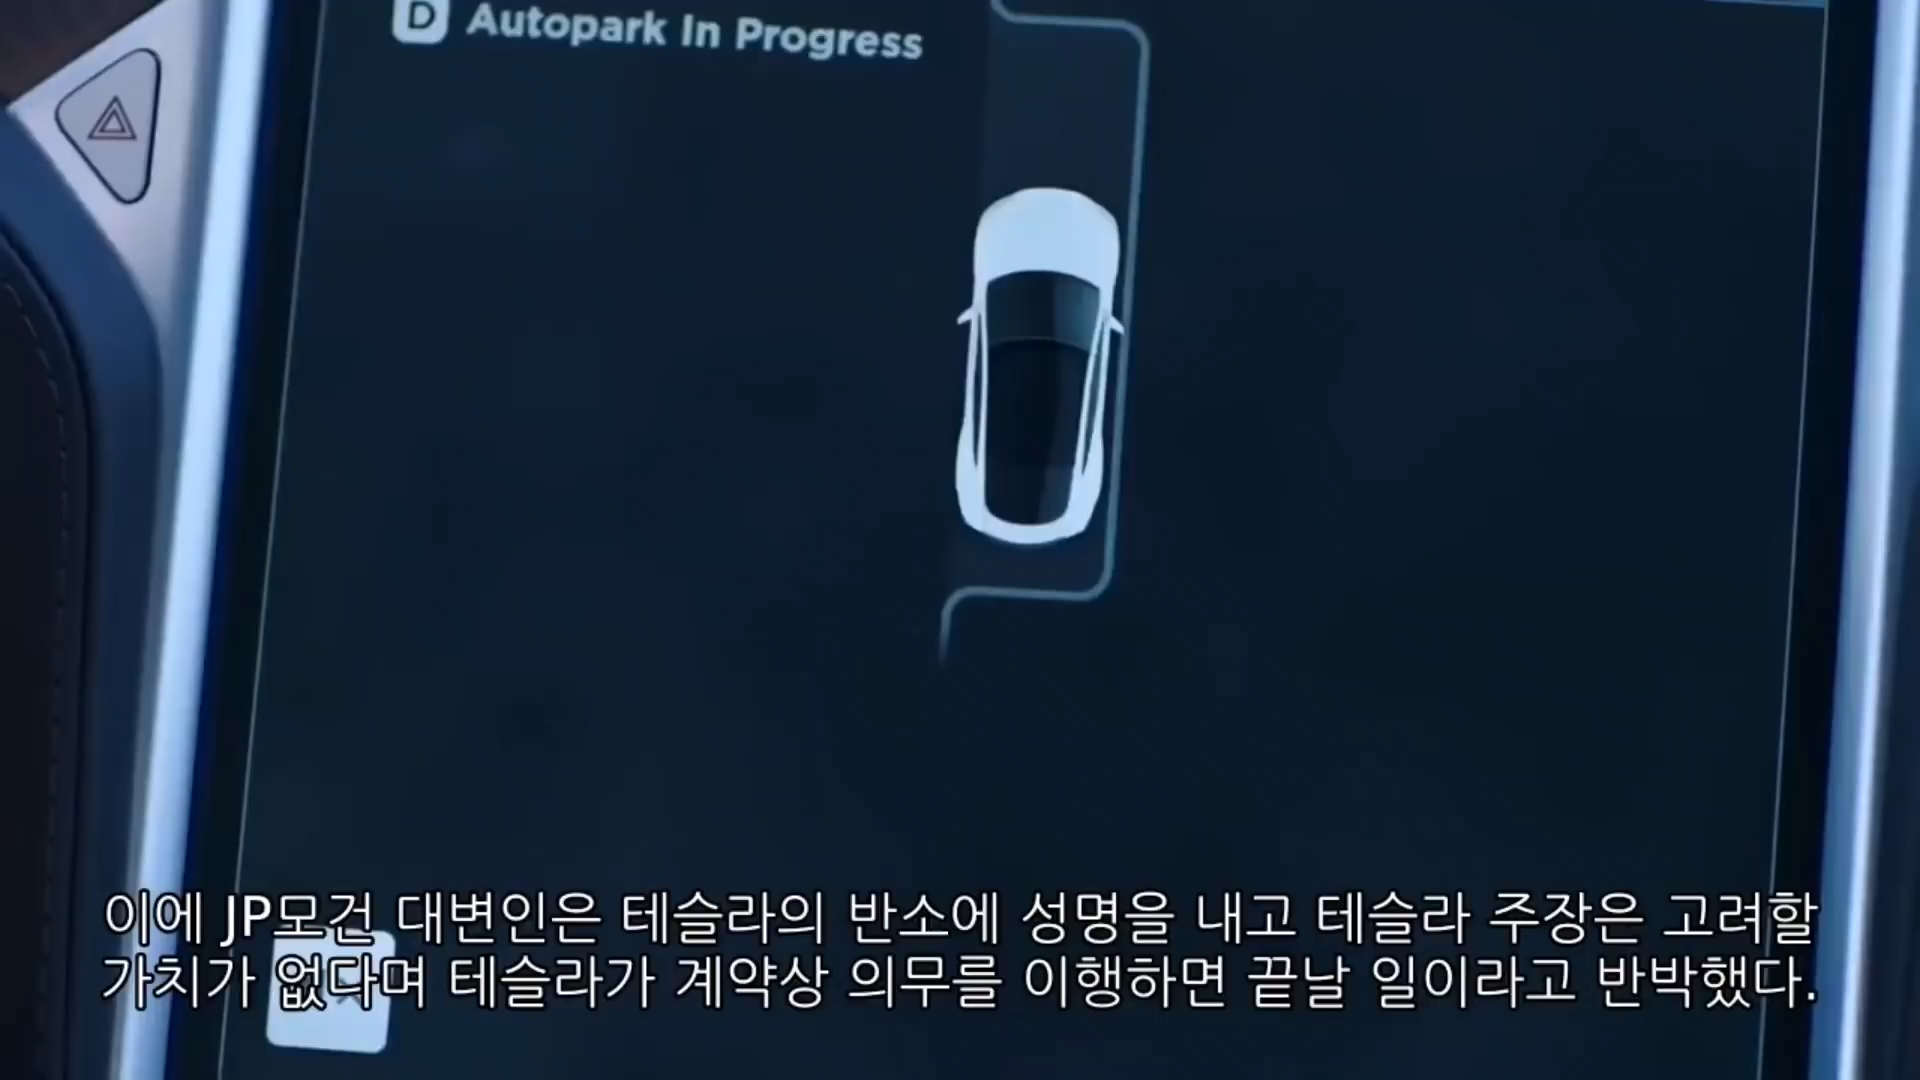 D Autopark In Progress
이에 JP모건 대변인은 테슬라의 반소에 성명을 내고 테슬라 주장은 고려할
가치가 없다며 테슬라가 계약상 의무를 이행하면 끝날 일이라고 반박했다.